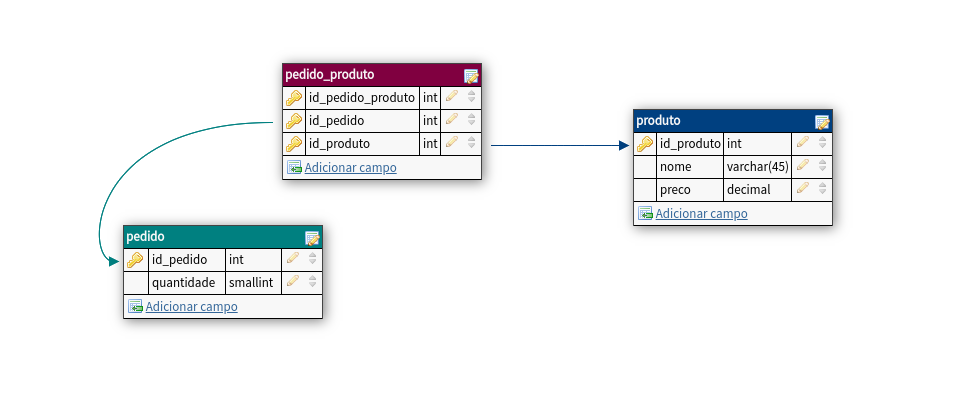 pedido_produto
id_pedido_produto int
id_pedido int
id_produto int
Adicionar campo
produto
id_produto int
nome varchar(45)
preco decimal
Adicionar campo
pedido
id_pedido int
quantidade smallint
Adicionar campo